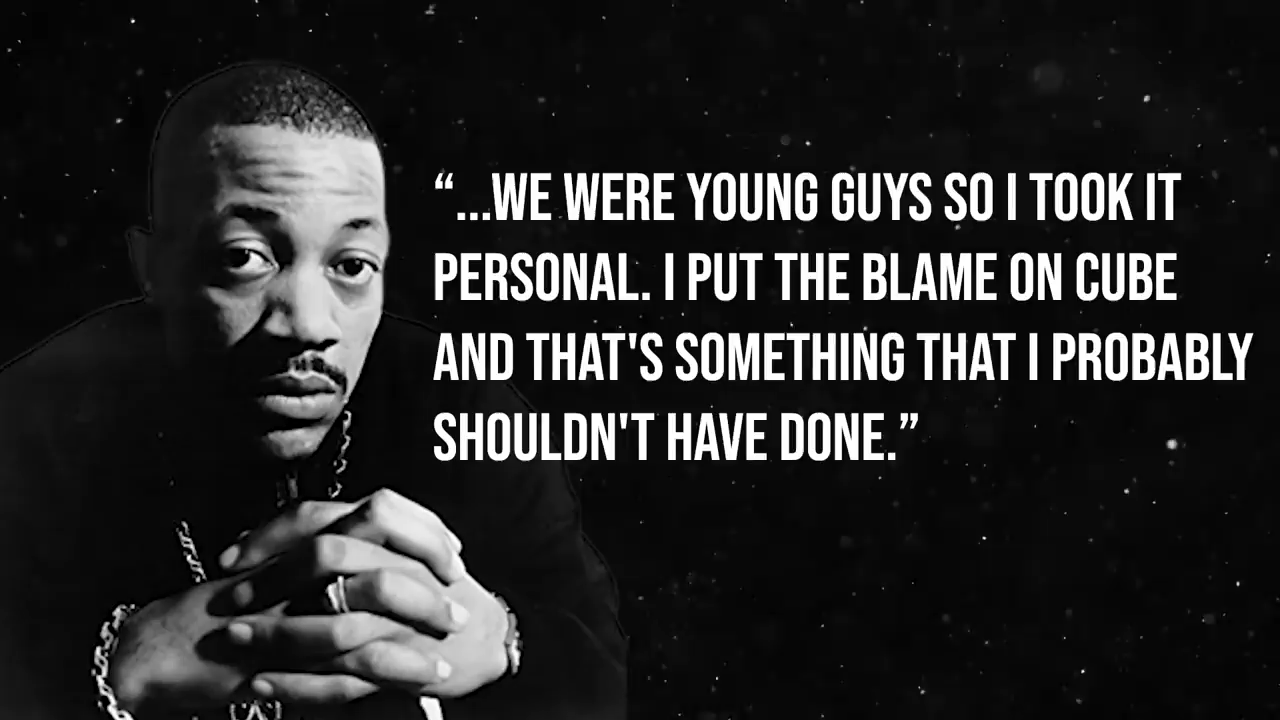 “...WE WERE YOUNG GUYS SO I TOOK IT
PERSONAL. I PUT THE BLAME ON CUBE
AND THAT'S SOMETHING THAT I PROBABLY
SHOULDN'T HAVE DONE.”